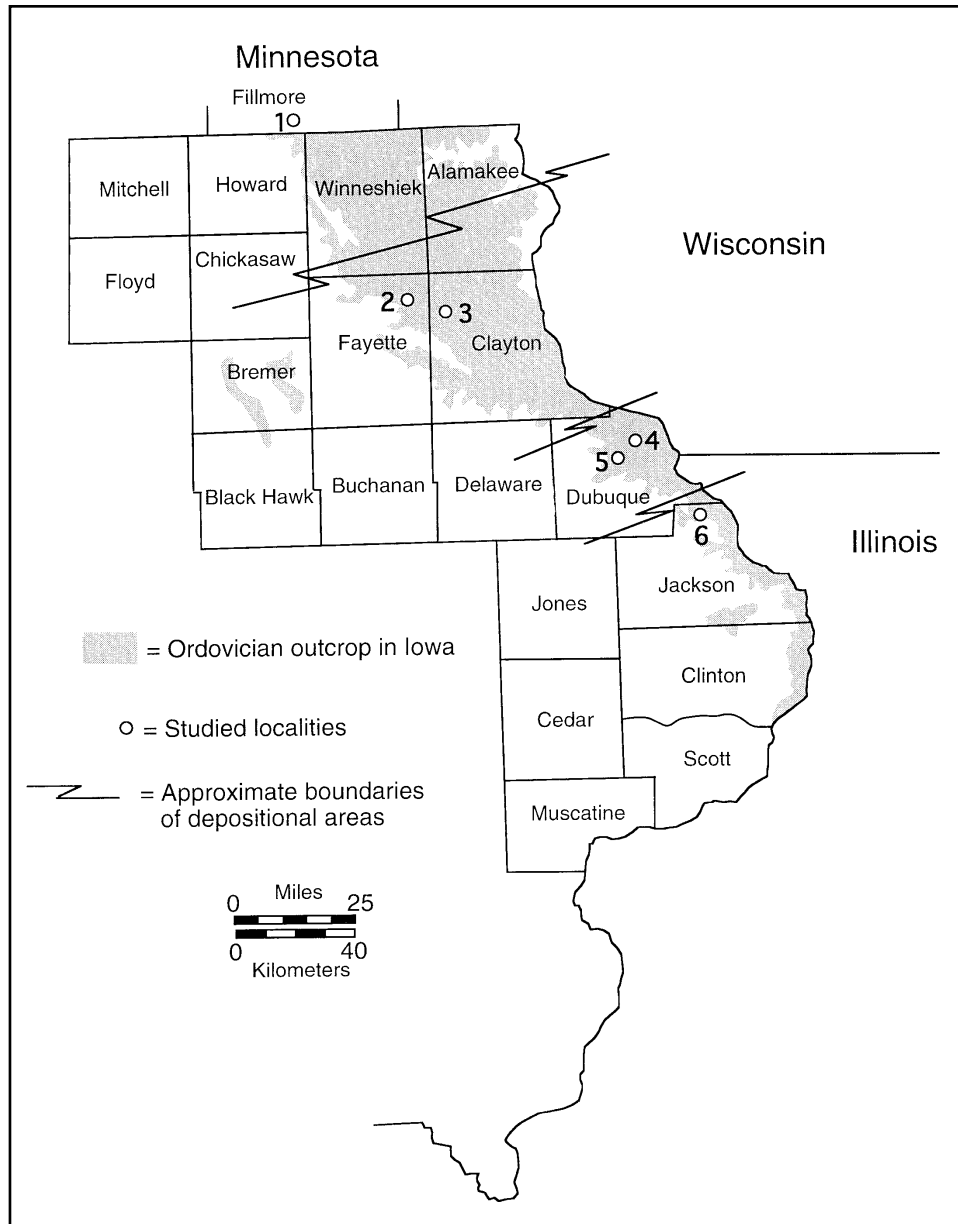 Minnesota
Fillmore
1
Mitchell
Howard
Winneshiek
Alamakee
Wisconsin
Floyd
Chickasaw
2
3
Fayette
Clayton
Bremer
4
5
Black Hawk
Buchanan
Delaware
Dubuque
6
Illinois
Jones
Jackson
= Ordovician outcrop in Iowa
Clinton
Cedar
= Studied localities
Scott
= Approximate boundaries
of depositional areas
Muscatine
Miles
0 25
0 40
Kilometers